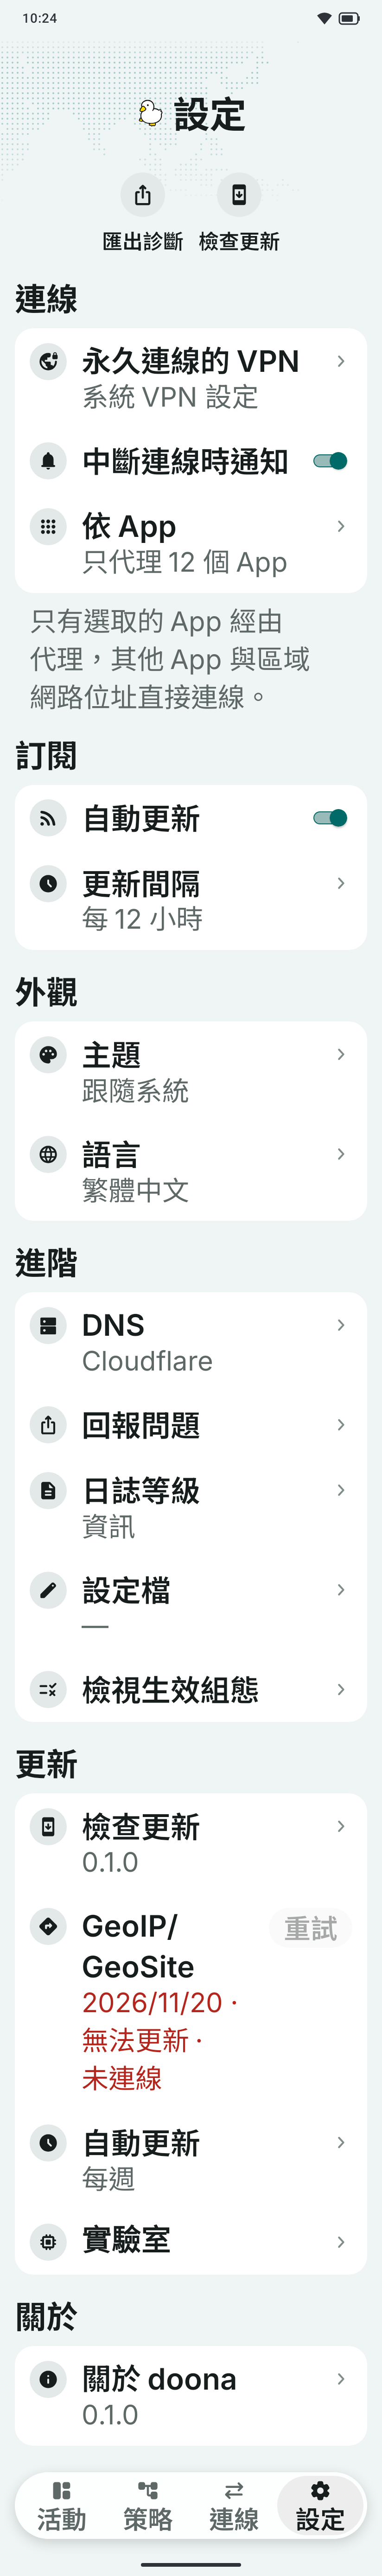 10:24
設定
匯出診斷 檢查更新
連線
永久連線的 VPN
系統 VPN 設定
中斷連線時通知
依 App
只代理 12 個 App
只有選取的 App 經由
代理，其他 App 與區域
網路位址直接連線。
訂閱
自動更新
更新間隔
每 12 小時
外觀
主題
跟隨系統
語言
繁體中文
進階
DNS
Cloudflare
回報問題
日誌等級
資訊
設定檔
—
檢視生效組態
更新
檢查更新
0.1.0
GeoIP/
GeoSite
重試
2026/11/20 ·
無法更新 ·
未連線
自動更新
每週
實驗室
關於
關於 doona
0.1.0
活動 策略 連線 設定